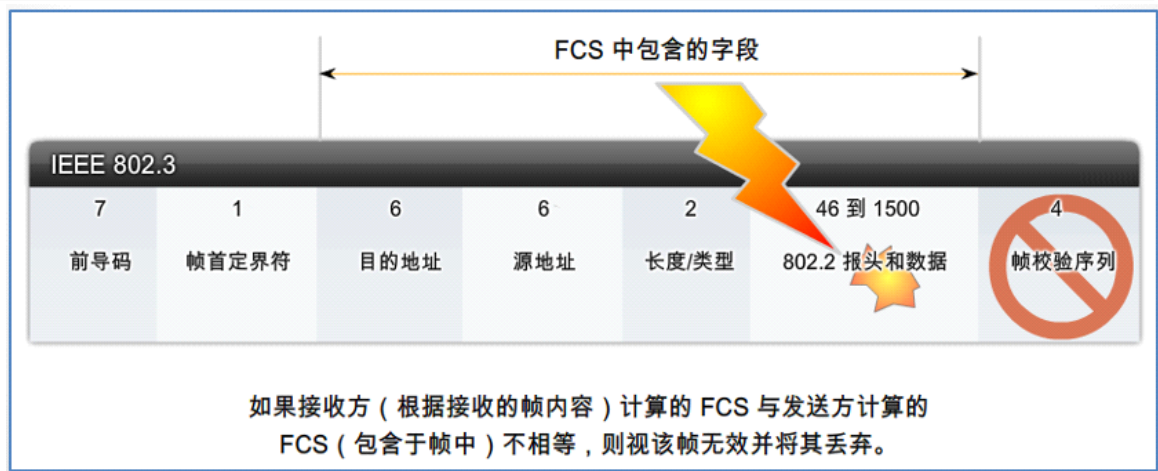 FCS 中包含的字段
IEEE 802.3
7 1 6 6 2 46 到 1500 4
前导码 帧首定界符 目的地址 源地址 长度/类型 802.2 报头和数据 帧校验序列
如果接收方（根据接收的帧内容）计算的 FCS 与发送方计算的
FCS（包含于帧中）不相等，则视该帧无效并将其丢弃。